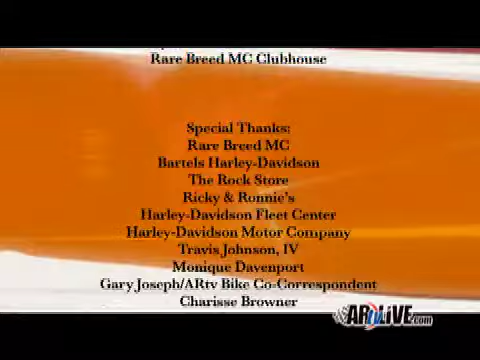 Rare Breed MC Clubhouse
Special Thanks:
Rare Breed MC
Bartels Harley-Davidson
The Rock Store
Ricky & Ronnie's
Harley-Davidson Fleet Center
Harley-Davidson Motor Company
Travis Johnson, IV
Monique Davenport
Gary Joseph/ARtv Bike Co-Correspondent
Charisse Browner
ARtvLiVE.com